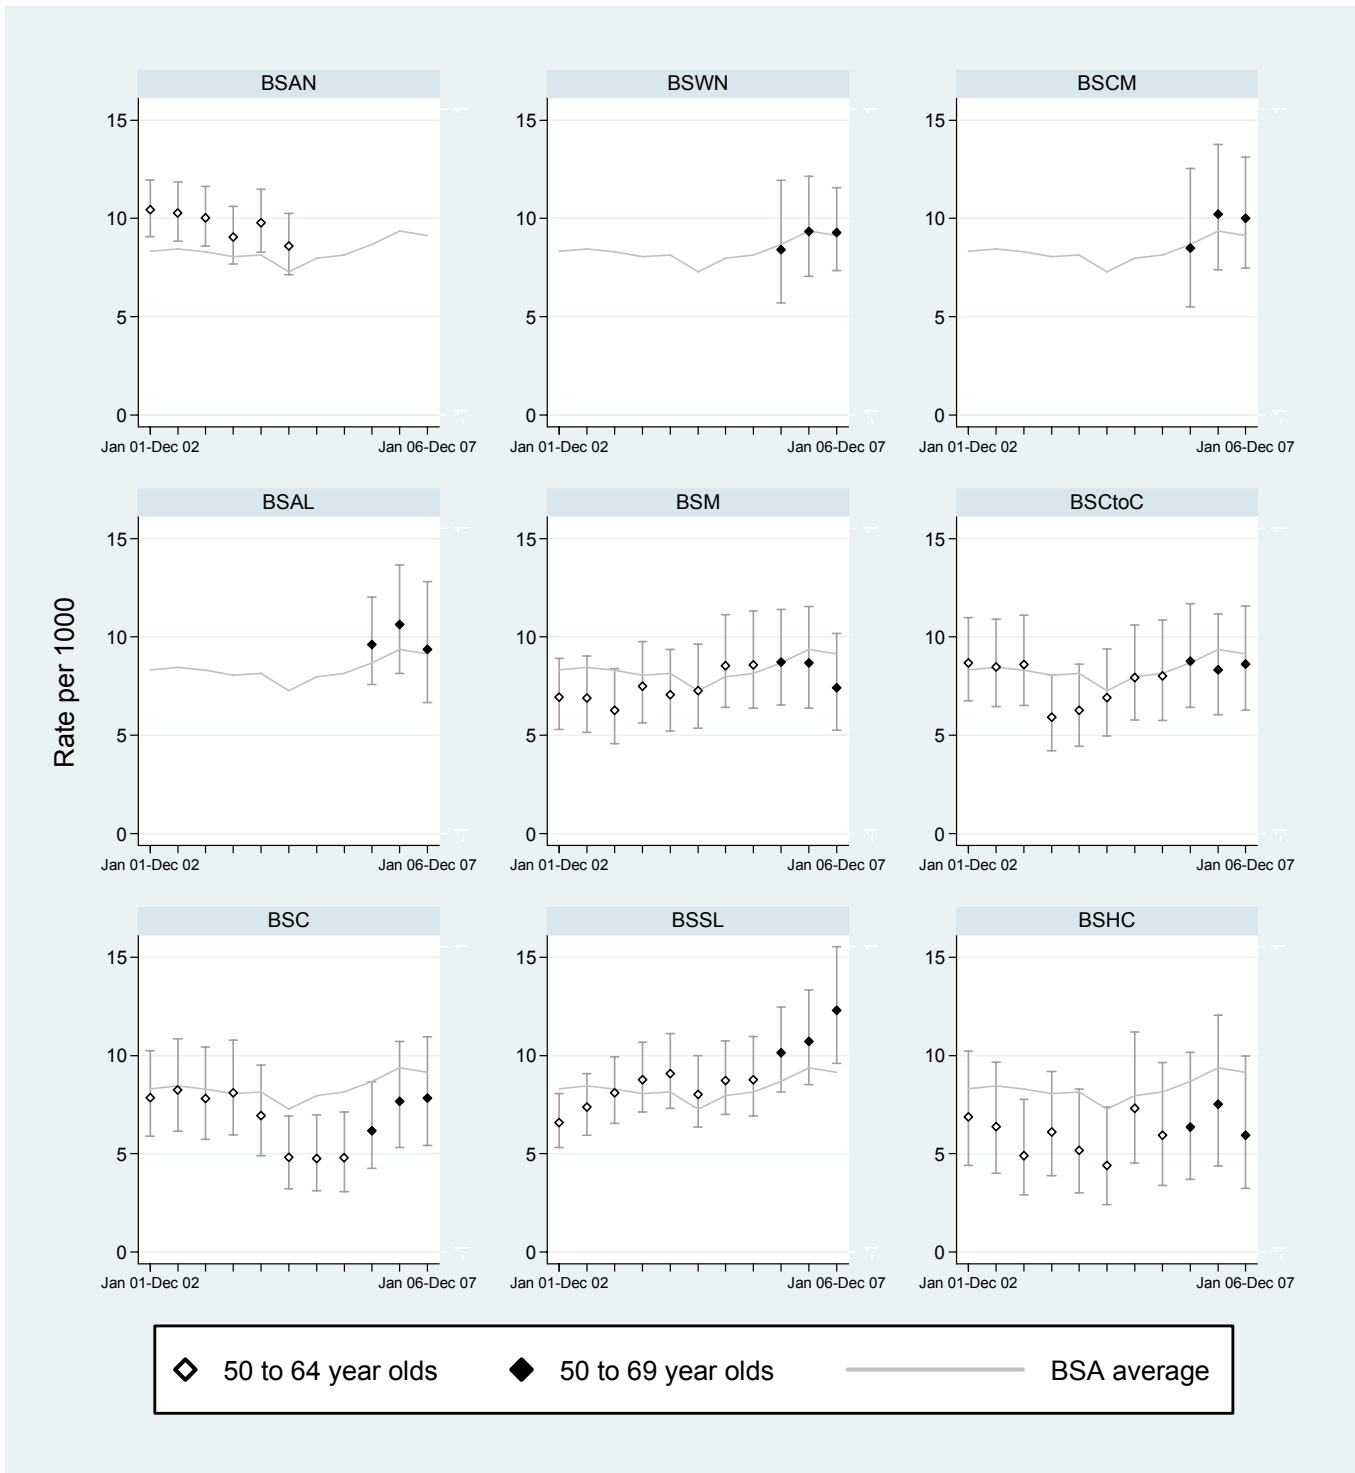 BSAN BSWN BSCM
15 15 15
10 10 10
5 5 5
0 0 0
Jan 01-Dec 02 Jan 06-Dec 07 Jan 01-Dec 02 Jan 06-Dec 07 Jan 01-Dec 02 Jan 06-Dec 07
BSAL BSM BSCtoC
15 15 15
10 10 10
5 5 5
0 0 0
Jan 01-Dec 02 Jan 06-Dec 07 Jan 01-Dec 02 Jan 06-Dec 07 Jan 01-Dec 02 Jan 06-Dec 07
Rate per 1000
BSC BSSL BSHC
15 15 15
10 10 10
5 5 5
0 0 0
Jan 01-Dec 02 Jan 06-Dec 07 Jan 01-Dec 02 Jan 06-Dec 07 Jan 01-Dec 02 Jan 06-Dec 07
50 to 64 year olds 50 to 69 year olds BSA average